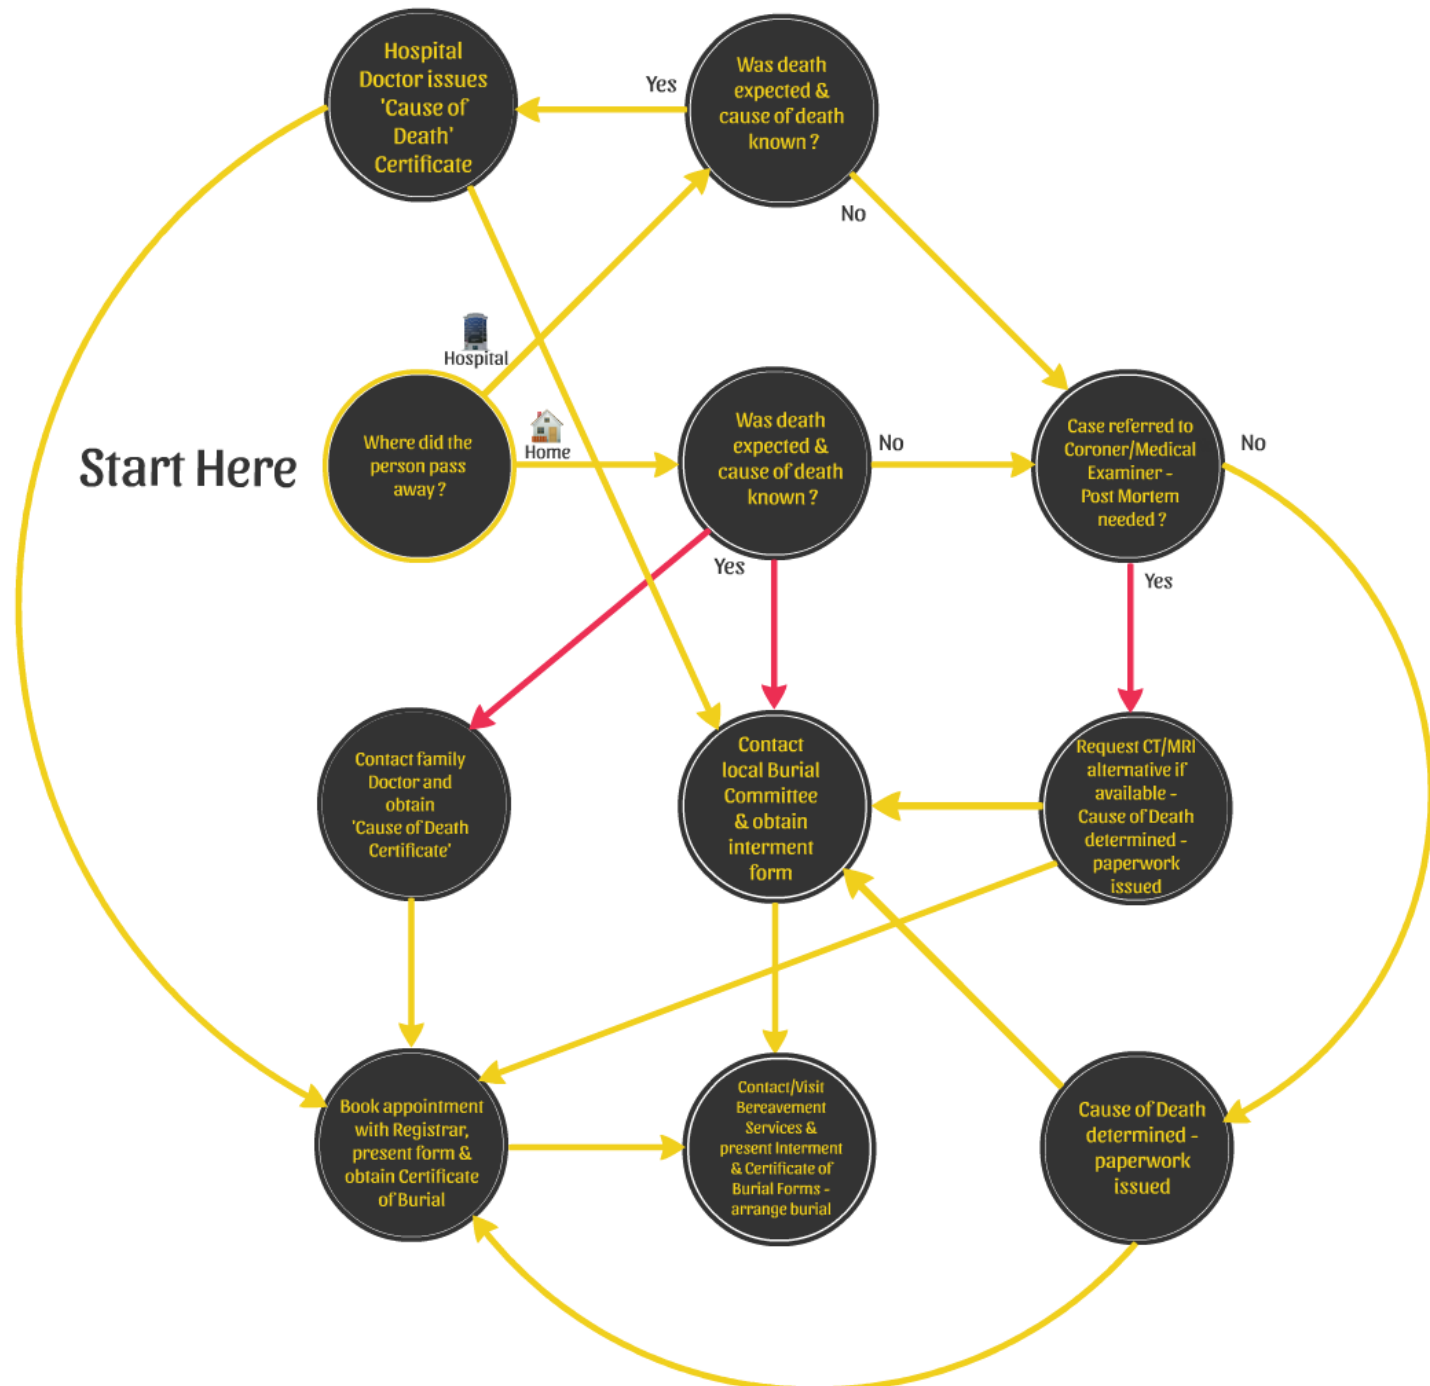 Hospital
Doctor issues
'Cause of
Death'
Certificate
Yes
Was death
expected &
cause of death
known ?
No
Hospital
Start Here
Where did the
person pass
away ?
Home
Was death
expected &
cause of death
known ?
No
Case referred to
Coroner/Medical
Examiner -
Post Mortem
needed ?
No
Yes
Yes
Contact family
Doctor and
obtain
'Cause of Death
Certificate'
Contact
local Burial
Committee
& obtain
interment
form
Request CT/MRI
alternative if
available -
Cause of Death
determined -
paperwork
issued
Book appointment
with Registrar,
present form &
obtain Certificate
of Burial
Contact/Visit
Bereavement
Services &
present Interment
& Certificate of
Burial Forms -
arrange burial
Cause of Death
determined -
paperwork
issued